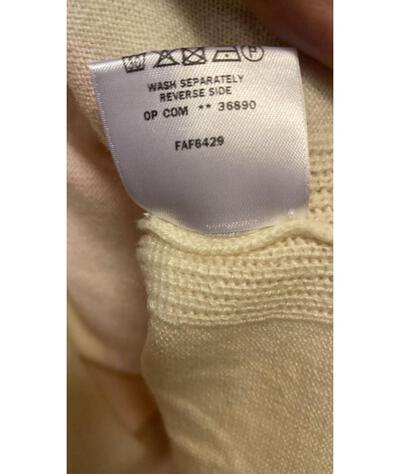 WASH SEPARATELY
REVERSE SIDE
OP COM ** 36890
FAF6429